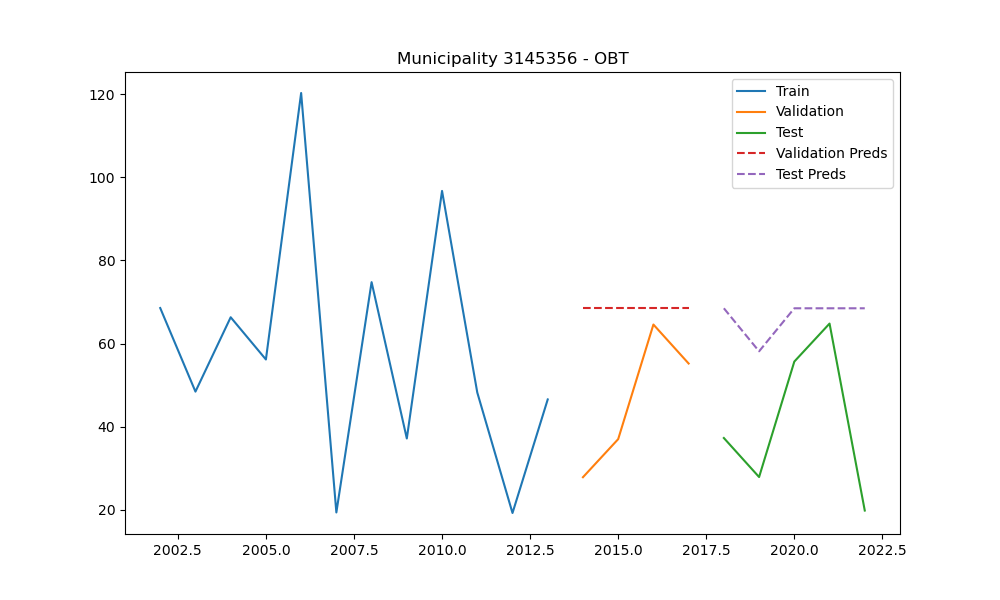 Municipality 3145356 - OBT
Train
Validation
Test
Validation Preds
Test Preds
120
100
80
60
40
20
2002.5 2005.0 2007.5 2010.0 2012.5 2015.0 2017.5 2020.0 2022.5